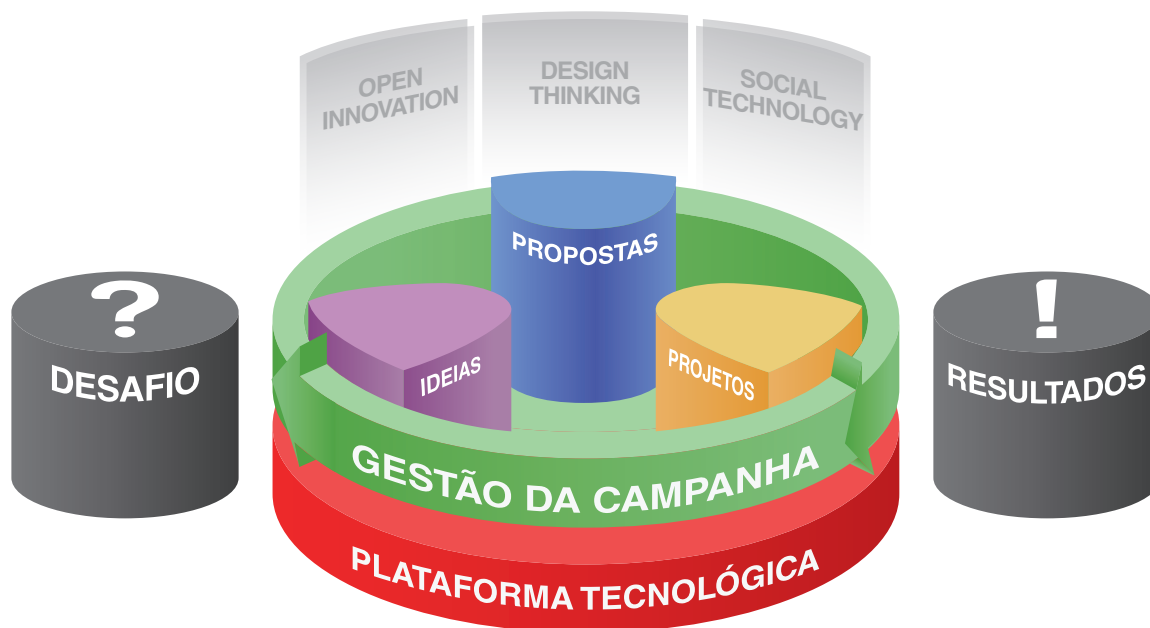 OPEN
INNOVATION
DESIGN
THINKING
SOCIAL
TECHNOLOGY
PROPOSTAS
?
DESAFIO
IDEIAS
PROJETOS
!
RESULTADOS
GESTÃO DA CAMPANHA
PLATAFORMA TECNOLÓGICA